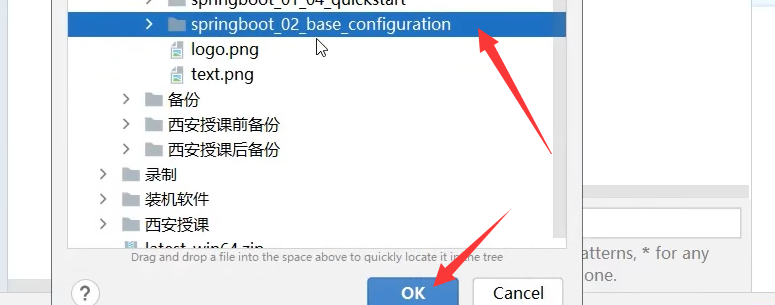 springboot_01_04_quickstart
springboot_02_base_configuration
logo.png
text.png
备份
西安授课前备份
西安授课后备份
录制
装机软件
西安授课
latest_win64.zip
Drag and drop a file into the space above to quickly locate it in the tree
atterns, * for any
one.
?
OK
Cancel